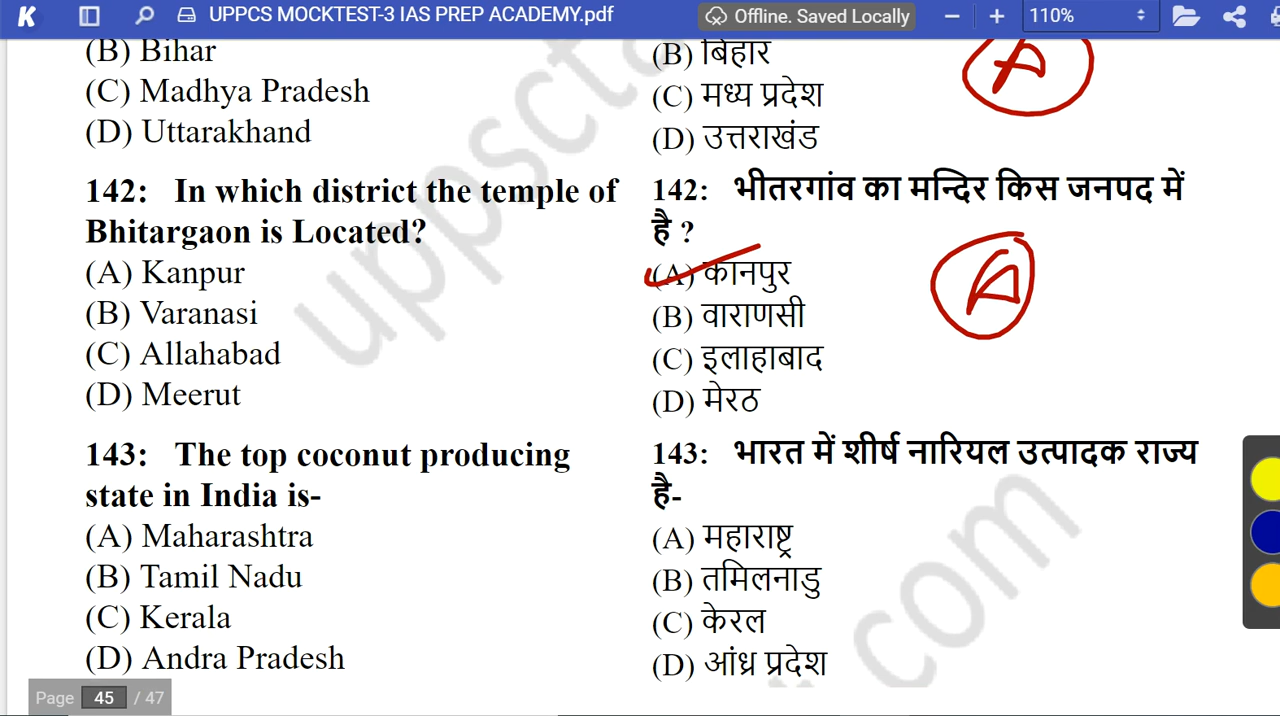 UPPCS MOCKTEST-3 IAS PREP ACADEMY.pdf
Offline. Saved Locally
110%
(B) Bihar
(C) Madhya Pradesh
(D) Uttarakhand
142: In which district the temple of
Bhitargaon is Located?
(A) Kanpur
(B) Varanasi
(C) Allahabad
(D) Meerut
143: The top coconut producing
state in India is-
(A) Maharashtra
(B) Tamil Nadu
(C) Kerala
(D) Andra Pradesh
(B) बिहार
(C) मध्य प्रदेश
(D) उत्तराखंड
A
142: भीतरगांव का मन्दिर किस जनपद में
है ?
(A) कानपुर
(B) वाराणसी
(C) इलाहाबाद
(D) मेरठ
A
143: भारत में शीर्ष नारियल उत्पादक राज्य
है-
(A) महाराष्ट्र
(B) तमिलनाडु
(C) केरल
(D) आंध्र प्रदेश
uppsct
com
Page 45 / 47